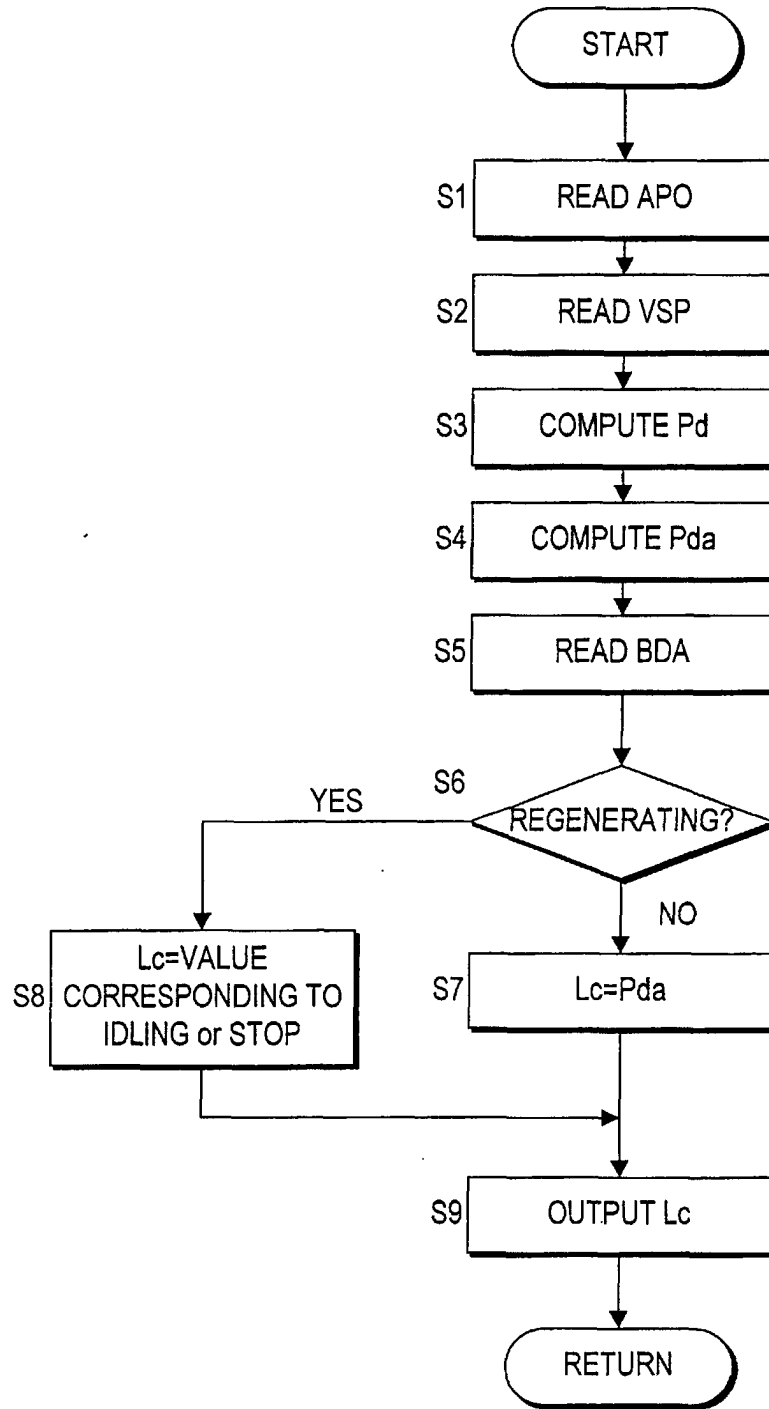 START
S1
READ APO
S2
READ VSP
S3
COMPUTE Pd
S4
COMPUTE Pda
S5
READ BDA
S6
REGENERATING?
YES
NO
S8
Lc=VALUE
CORRESPONDING TO
IDLING or STOP
S7
Lc=Pda
S9
OUTPUT Lc
RETURN